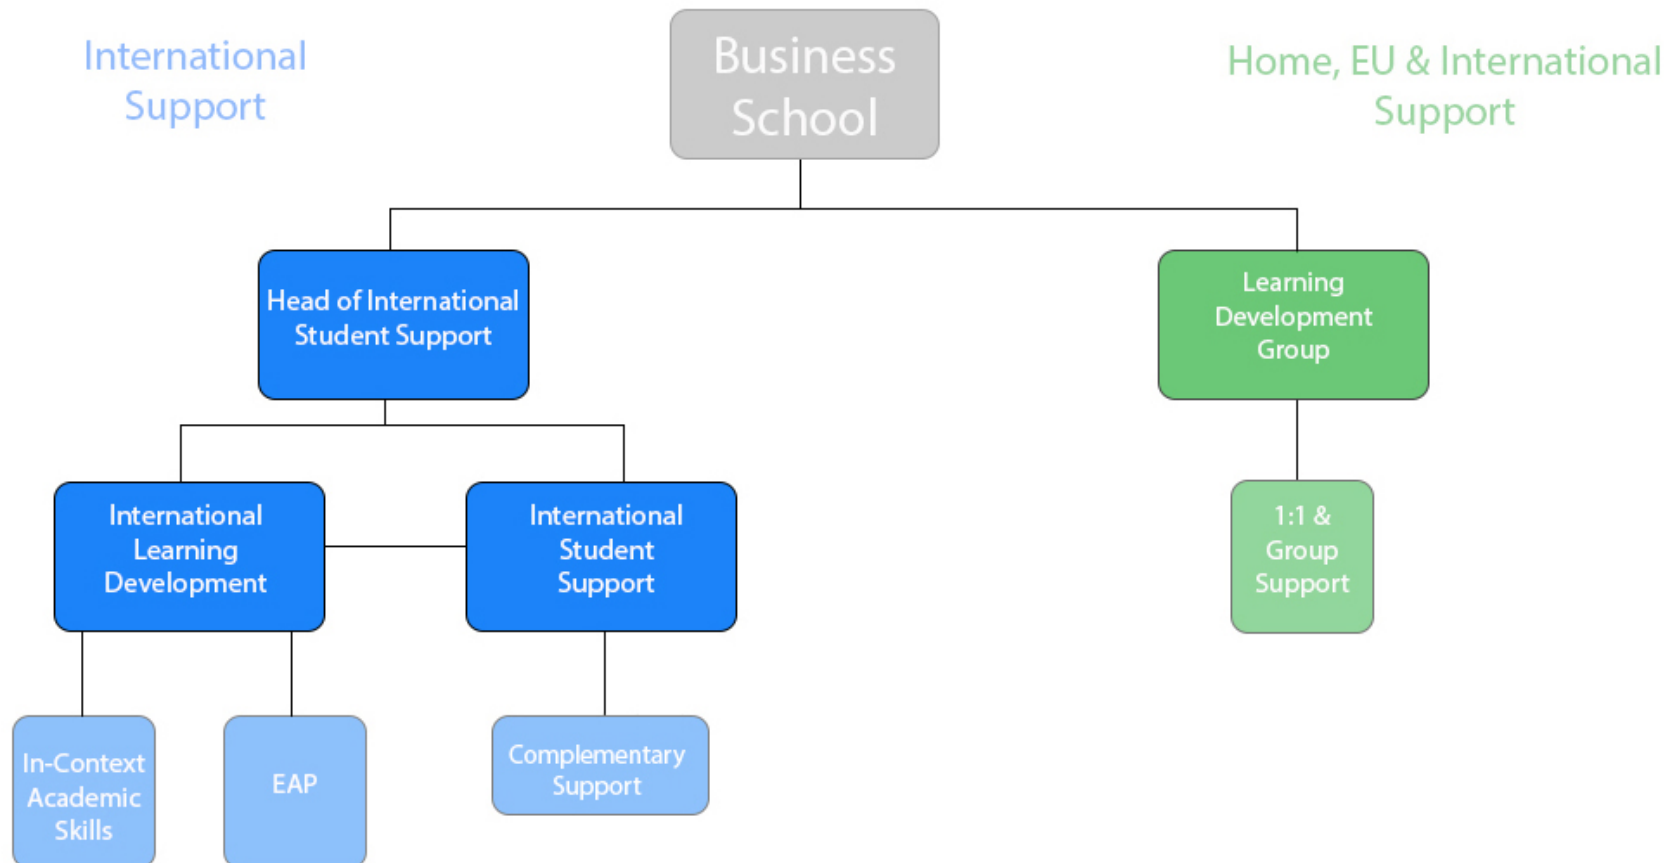 International
Support
Business
School
Home, EU & International
Support
Head of International
Student Support
Learning
Development
Group
International
Learning
Development
International
Student
Support
1:1 &
Group
Support
In-Context
Academic
Skills
EAP
Complementary
Support